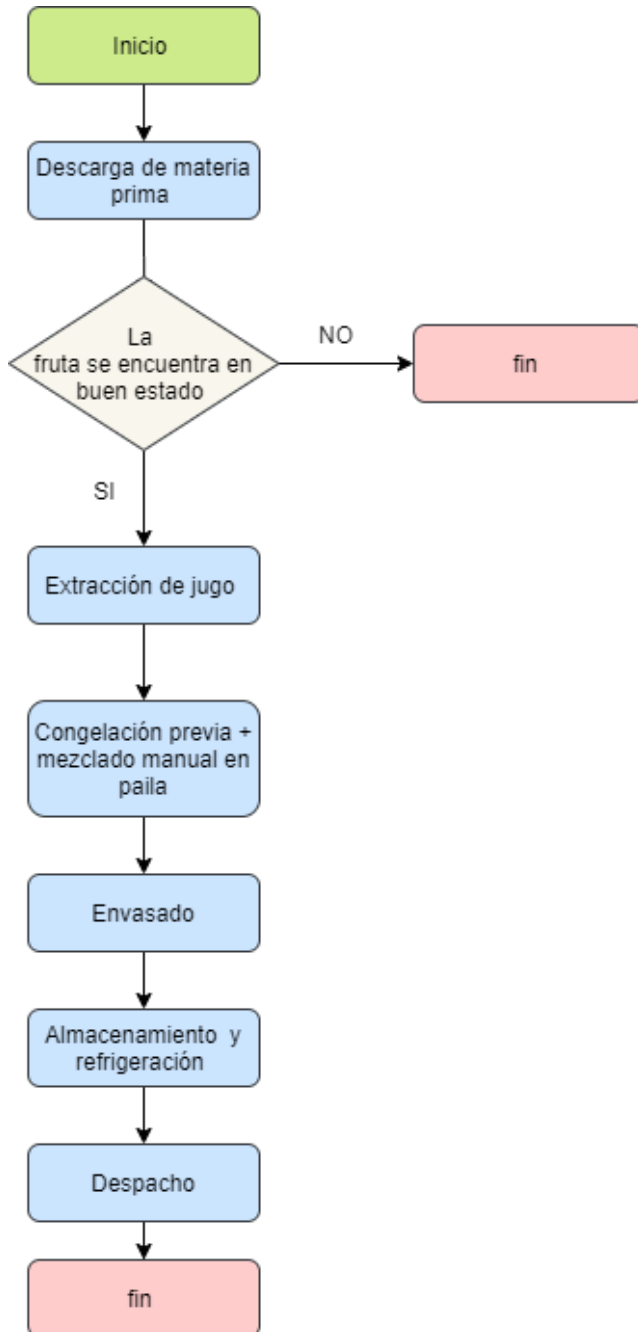 Inicio
Descarga de materia
prima
La
fruta se encuentra en
buen estado
NO
fin
SI
Extracción de jugo
Congelación previa +
mezclado manual en
paila
Envasado
Almacenamiento y
refrigeración
Despacho
fin